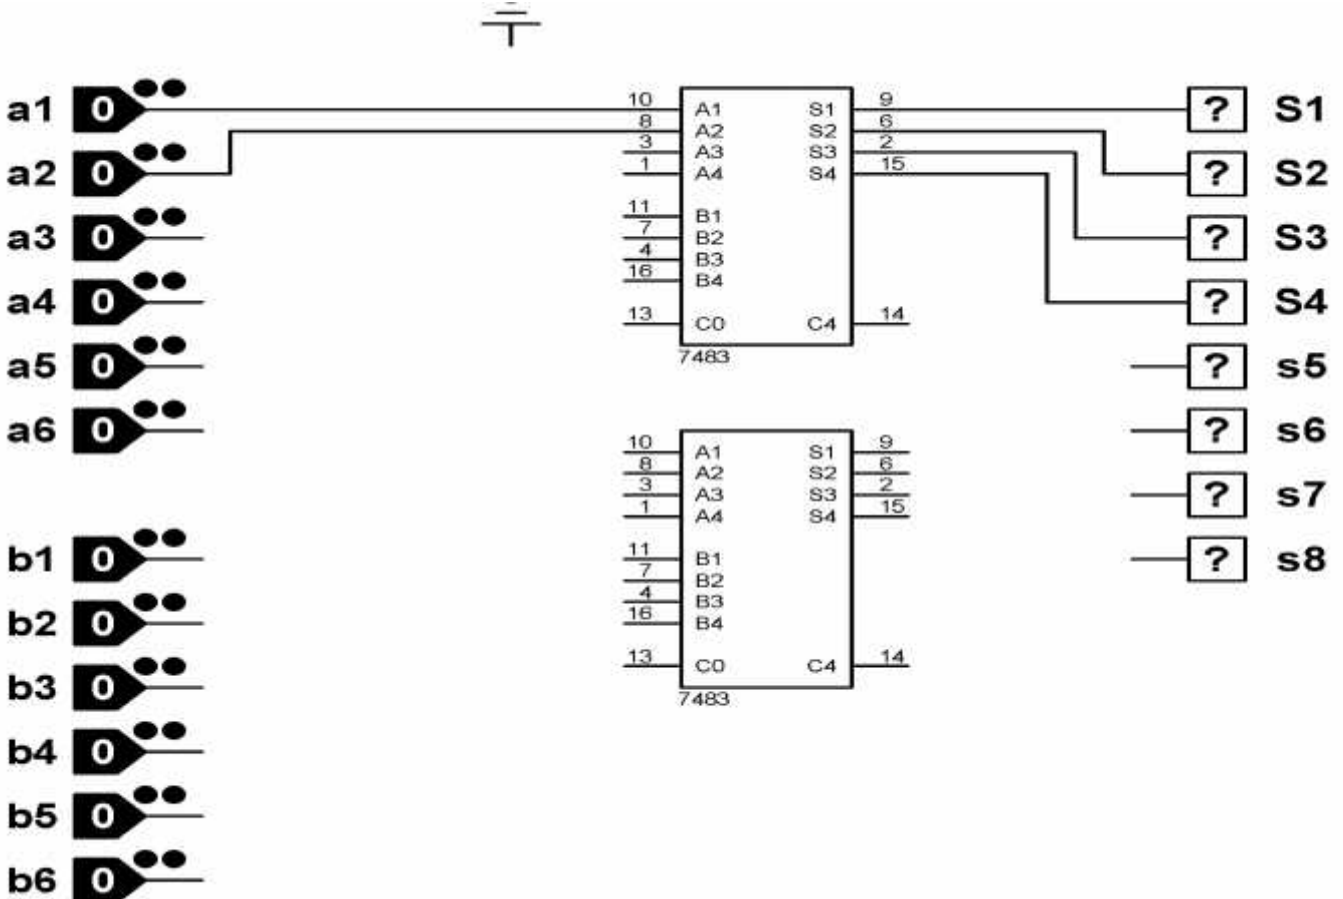 a1 0 10 A1 S1 9 ? S1
8 A2 S2 6
a2 0 3 A3 S3 2 ? S2
1 A4 S4 15
a3 0 11 B1 ? S3
7 B2
4 B3
a4 0 16 B4 ? S4
13 C0 C4 14
7483
a5 0 ? s5
a6 0 10 A1 S1 9 ? s6
8 A2 S2 6
3 A3 S3 2 ? s7
1 A4 S4 15
b1 0 11 B1 ? s8
7 B2
4 B3
b2 0 16 B4
13 C0 C4 14
b3 0 7483
b4 0
b5 0
b6 0